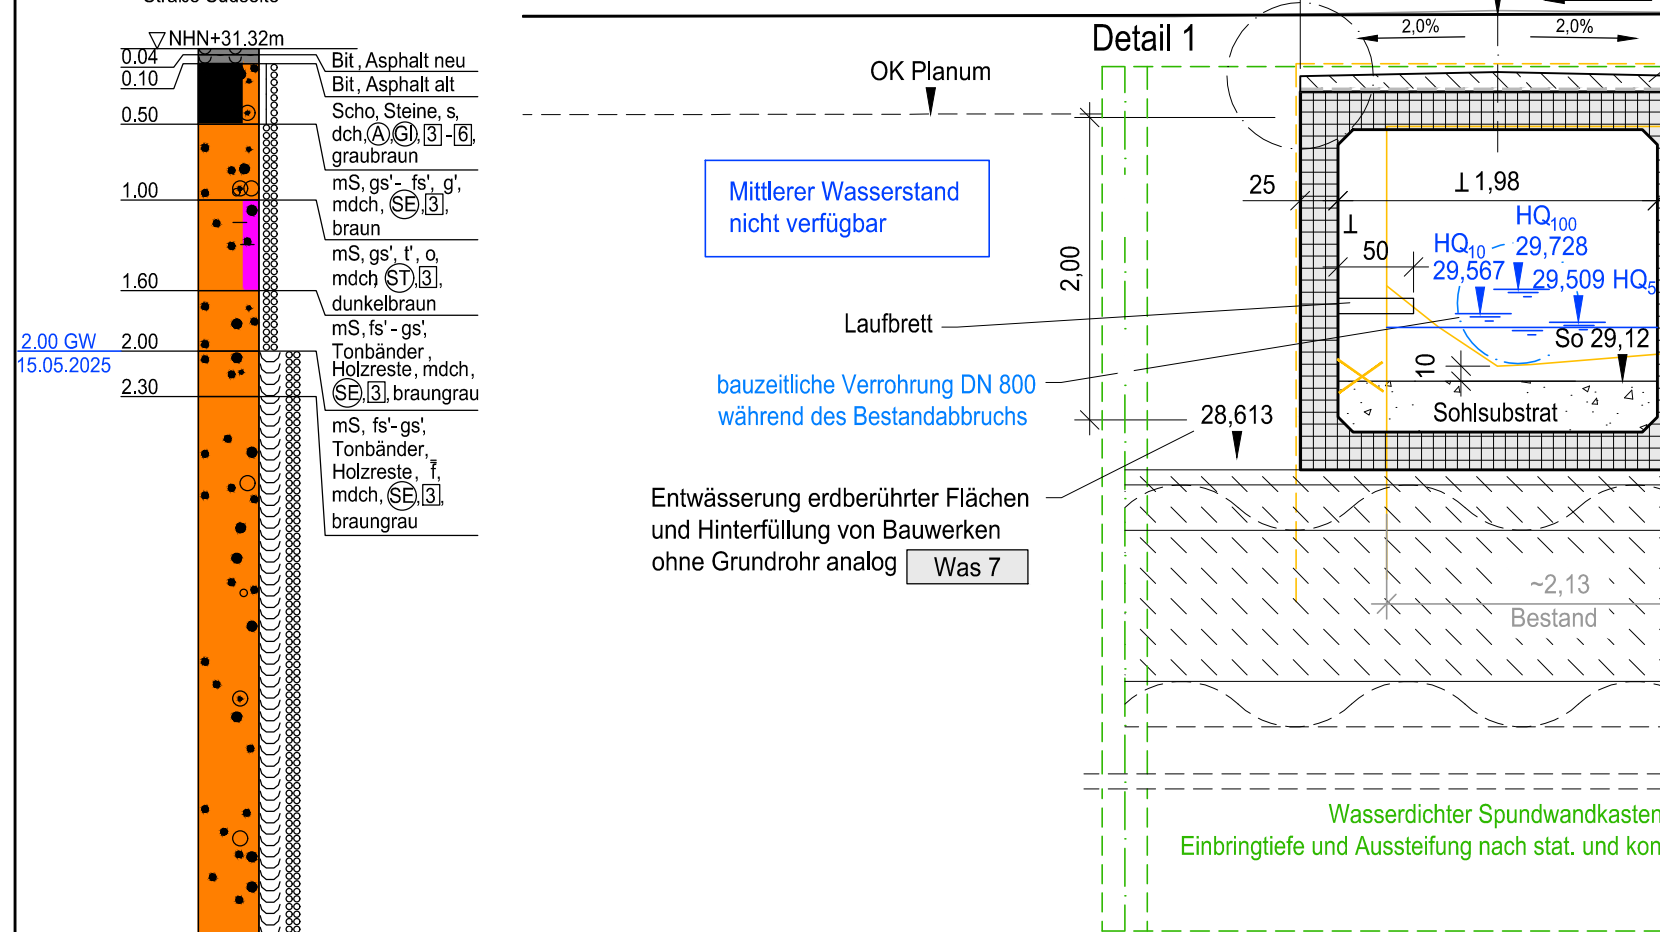 NHN+31.32m
0.04
0.10
0.50
1.00
1.60
2.00 GW
15.05.2025
2.00
2.30
Bit, Asphalt neu
Bit, Asphalt alt
Scho, Steine, s,
dch, A, GI, 3 - 6,
graubraun
mS, gs'- fs', g',
mdch, SE, 3,
braun
mS, gs', t', o,
mdch, ST, 3,
dunkelbraun
mS, fs' - gs',
Tonbänder,
Holzreste, mdch,
SE, 3, braungrau
mS, fs'- gs',
Tonbänder,
Holzreste, f̿,
mdch, SE, 3,
braungrau
Detail 1
OK Planum
Mittlerer Wasserstand
nicht verfügbar
2,00
Laufbrett
bauzeitliche Verrohrung DN 800
während des Bestandabbruchs
28,613
Entwässerung erdberührter Flächen
und Hinterfüllung von Bauwerken
ohne Grundrohr analog Was 7
2,0%
2,0%
25
⊥ 1,98
⊥
50
HQ100
29,728
HQ10
29,567
29,509 HQ5
So 29,12
10
Sohlsubstrat
~2,13
Bestand
Wasserdichter Spundwandkasten
Einbringtiefe und Aussteifung nach stat. und kon